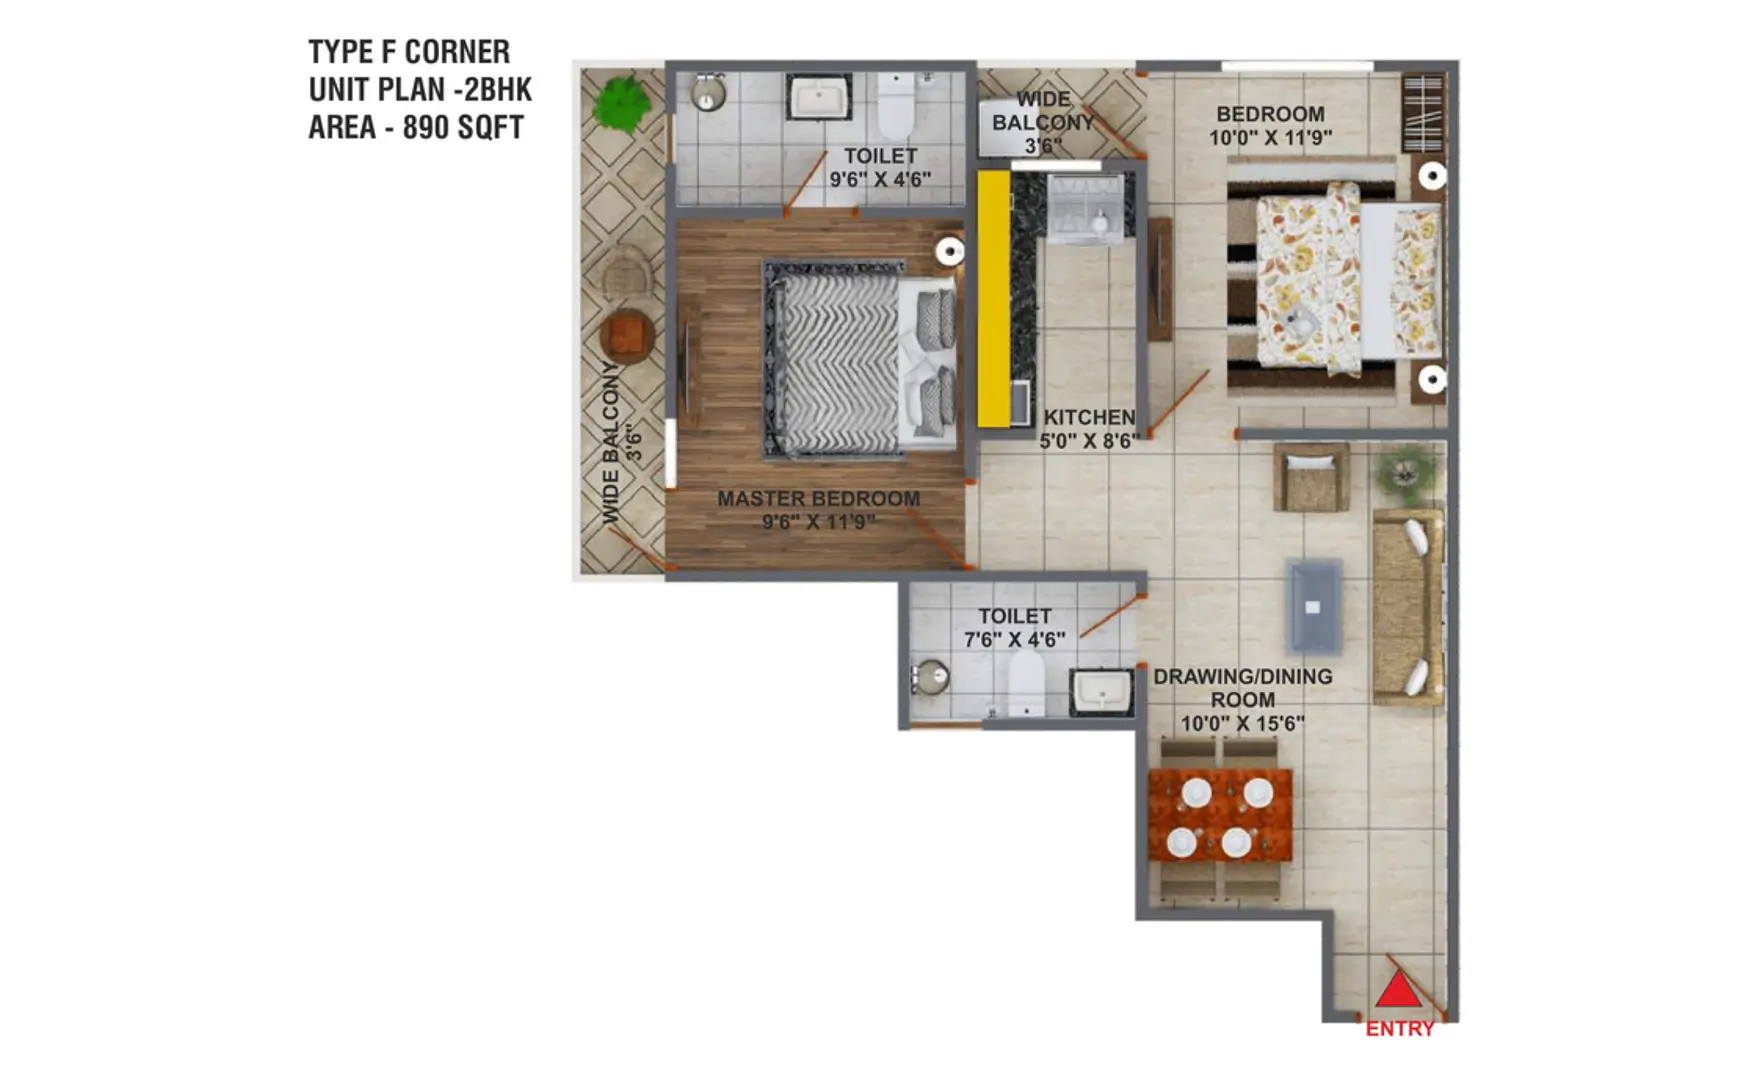 TYPE F CORNER
UNIT PLAN -2BHK
AREA - 890 SQFT
WIDE
BALCONY
3'6"
BEDROOM
10'0" X 11'9"
TOILET
9'6" X 4'6"
KITCHEN
5'0" X 8'6"
WIDE BALCONY
3'6"
MASTER BEDROOM
9'6" X 11'9"
TOILET
7'6" X 4'6"
DRAWING/DINING
ROOM
10'0" X 15'6"
ENTRY